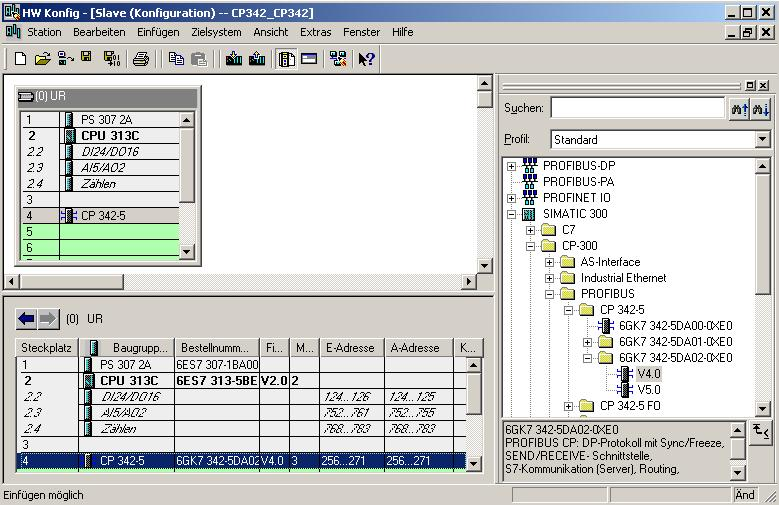 HW Konfig - [Slave (Konfiguration) -- CP342_CP342]
Station Bearbeiten Einfügen Zielsystem Ansicht Extras Fenster Hilfe
(0) UR
1 PS 307 2A
2 CPU 313C
2.2 DI24/DO16
2.3 AI5/AO2
2.4 Zählen
3
4 CP 342-5
5
6
Suchen:
Profil: Standard
PROFIBUS-DP
PROFIBUS-PA
PROFINET IO
SIMATIC 300
C7
CP-300
AS-Interface
Industrial Ethernet
PROFIBUS
CP 342-5
6GK7 342-5DA00-0XE0
6GK7 342-5DA01-0XE0
6GK7 342-5DA02-0XE0
V4.0
V5.0
CP 342-5 FO
(0) UR
Steckplatz Baugrupp... Bestellnumm... Fi... M... E-Adresse A-Adresse K...
1 PS 307 2A 6ES7 307-1BA00
2 CPU 313C 6ES7 313-5BE V2.0 2
2.2 DI24/DO16 124...126 124...125
2.3 AI5/AO2 752...761 752...755
2.4 Zählen 768...783 768...783
3
4 CP 342-5 6GK7 342-5DA02 V4.0 3 256...271 256...271
6GK7 342-5DA02-0XE0
PROFIBUS CP: DP-Protokoll mit Sync/Freeze,
SEND/RECEIVE- Schnittstelle,
S7-Kommunikation (Server), Routing,
Einfügen möglich
Änd